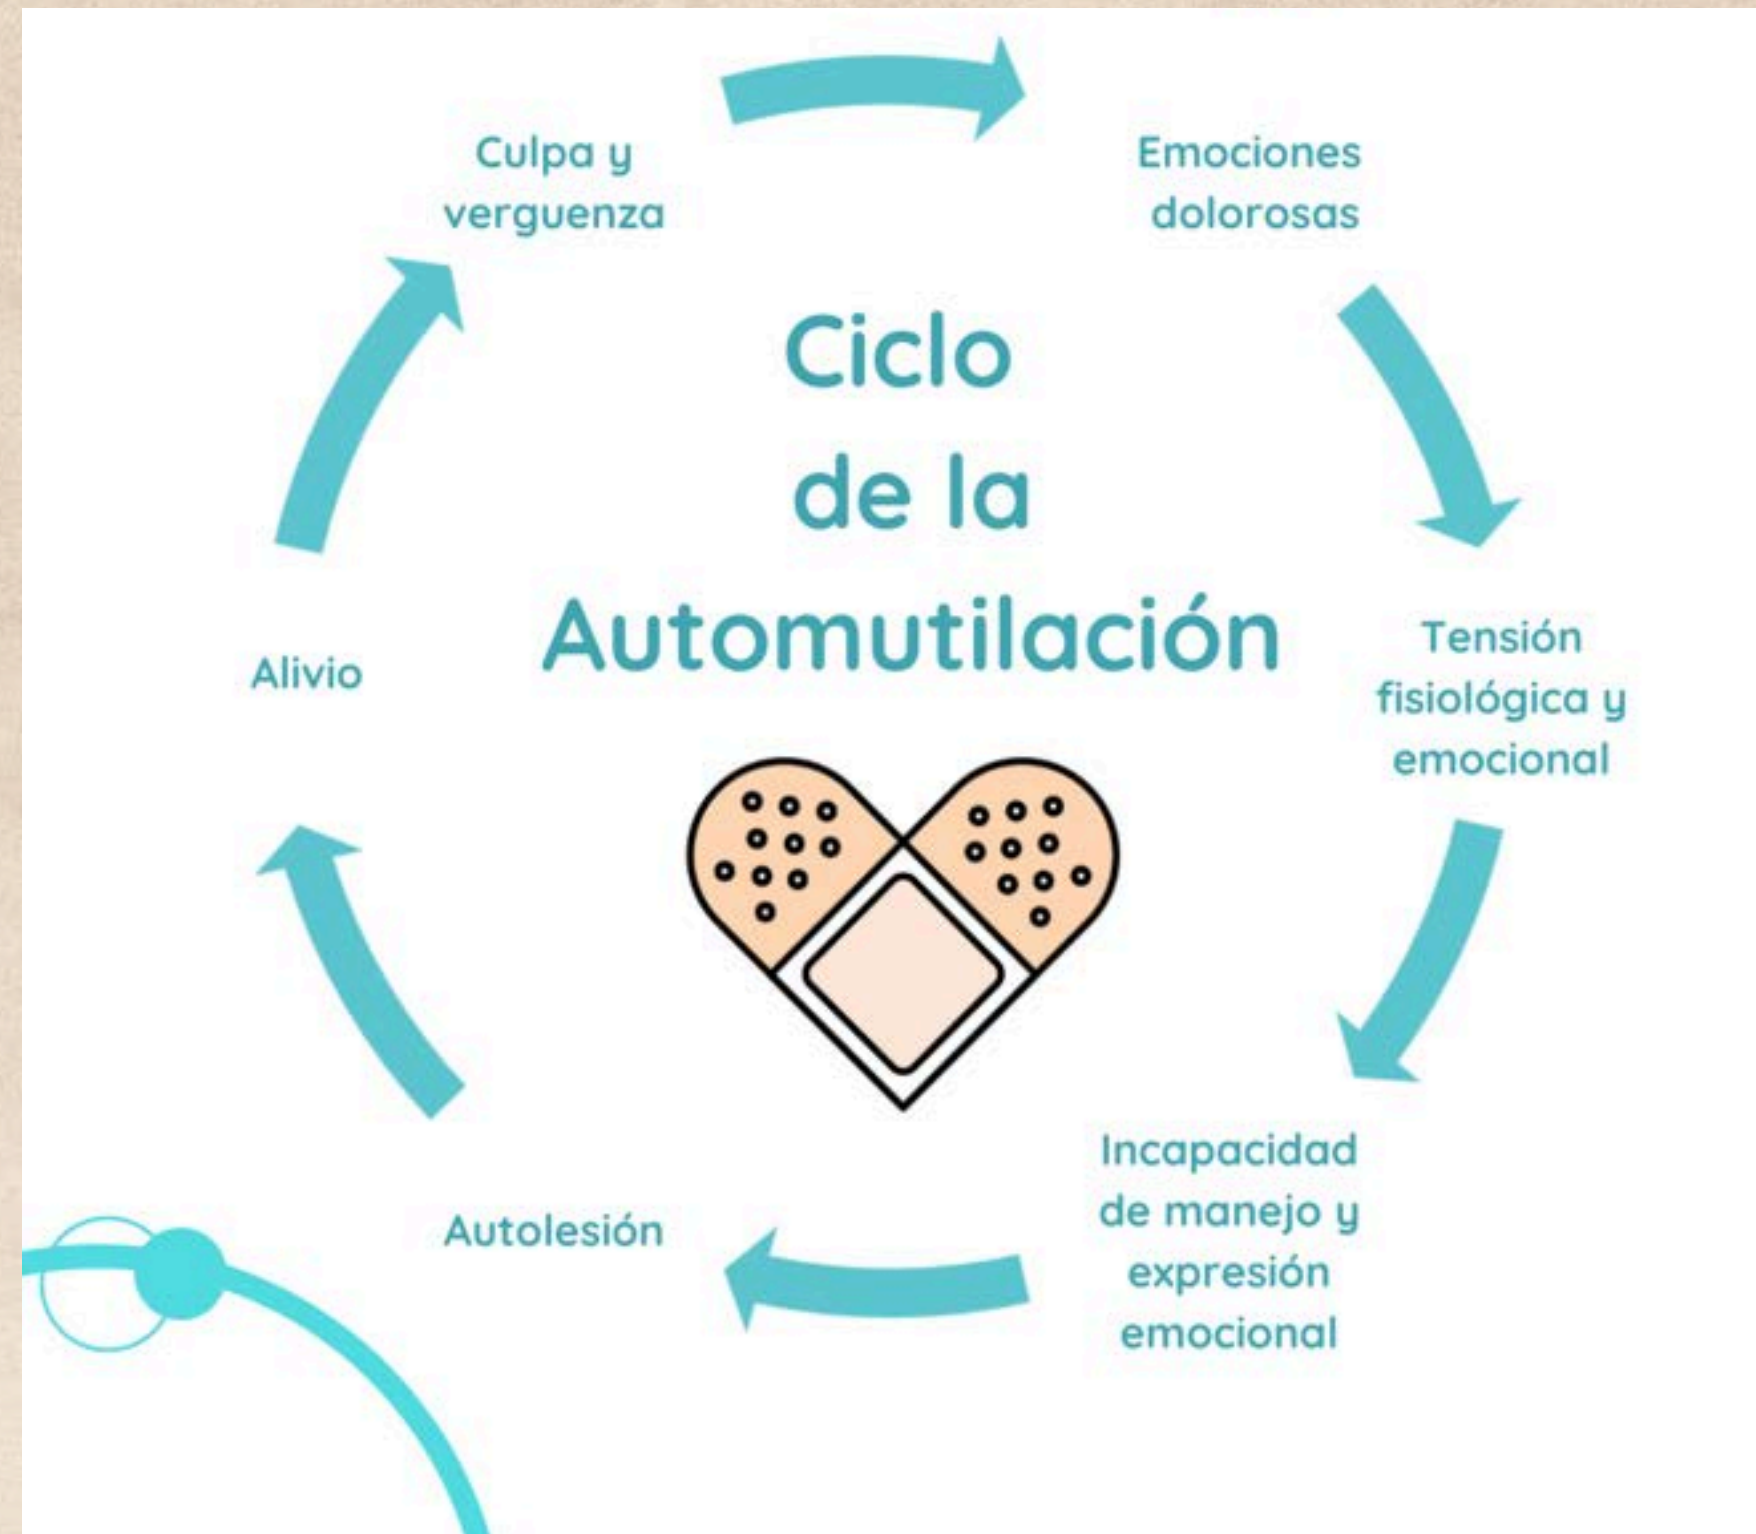 Ciclo
de la
Automutilación
Emociones
dolorosas
Tensión
fisiológica y
emocional
Incapacidad
de manejo y
expresión
emocional
Autolesión
Alivio
Culpa y
verguenza